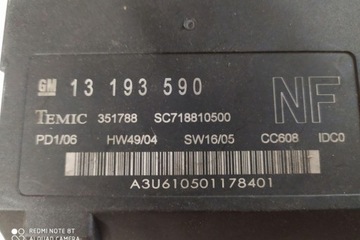 GM 13 193 590
NF
TEMIC 351788 SC718810500
PD1/06 HW49/04 SW16/05 CC608 IDC0
A3U610501178401
REDMI NOTE 8T
AI QUAD CAMERA